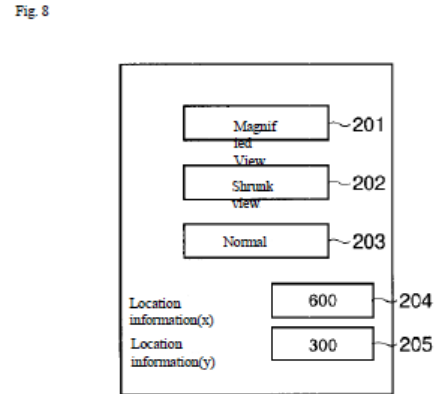 Fig. 8
Magnif
ied
View
201
Shrunk
view
202
Normal
203
Location
information(x)
600
204
Location
information(y)
300
205